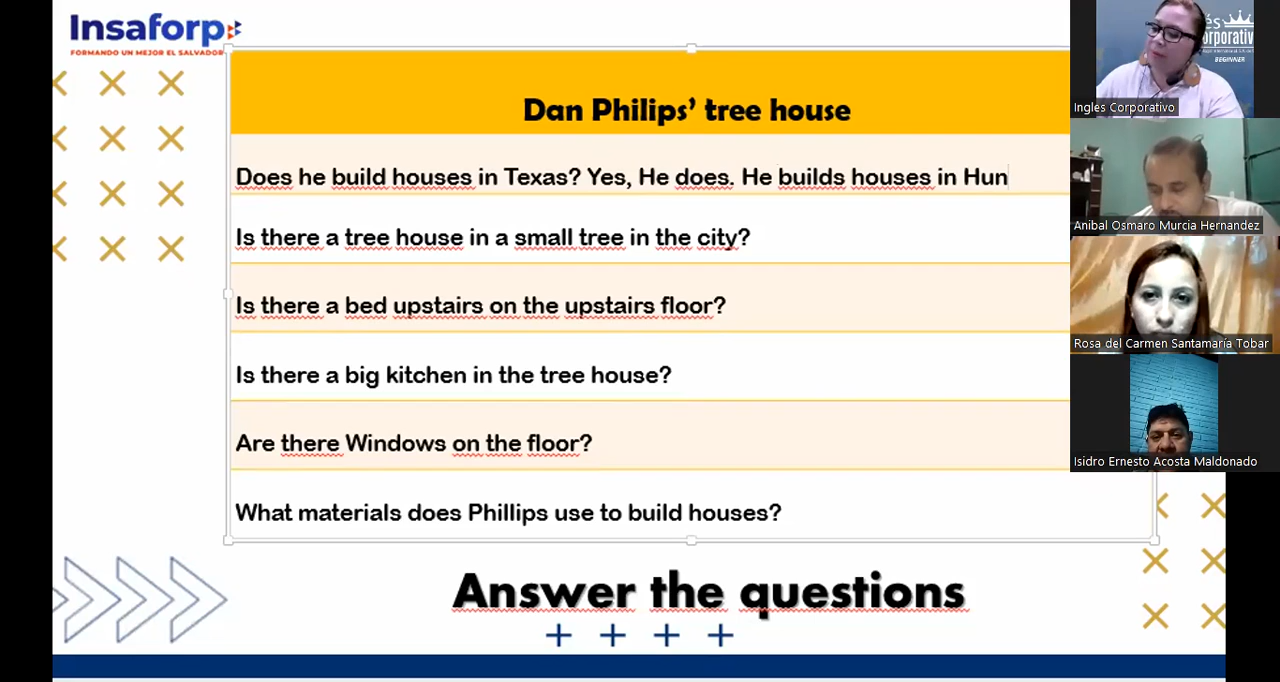 Insaforp
FORMANDO UN MEJOR EL SALVADOR
Dan Philips' tree house
Does he build houses in Texas? Yes, He does. He builds houses in Hun
Is there a tree house in a small tree in the city?
Is there a bed upstairs on the upstairs floor?
Is there a big kitchen in the tree house?
Are there Windows on the floor?
What materials does Phillips use to build houses?
Answer the questions
BEGINNER
Ingles Corporativo
Anibal Osmaro Murcia Hernandez
Rosa del Carmen Santamaría Tobar
Isidro Ernesto Acosta Maldonado